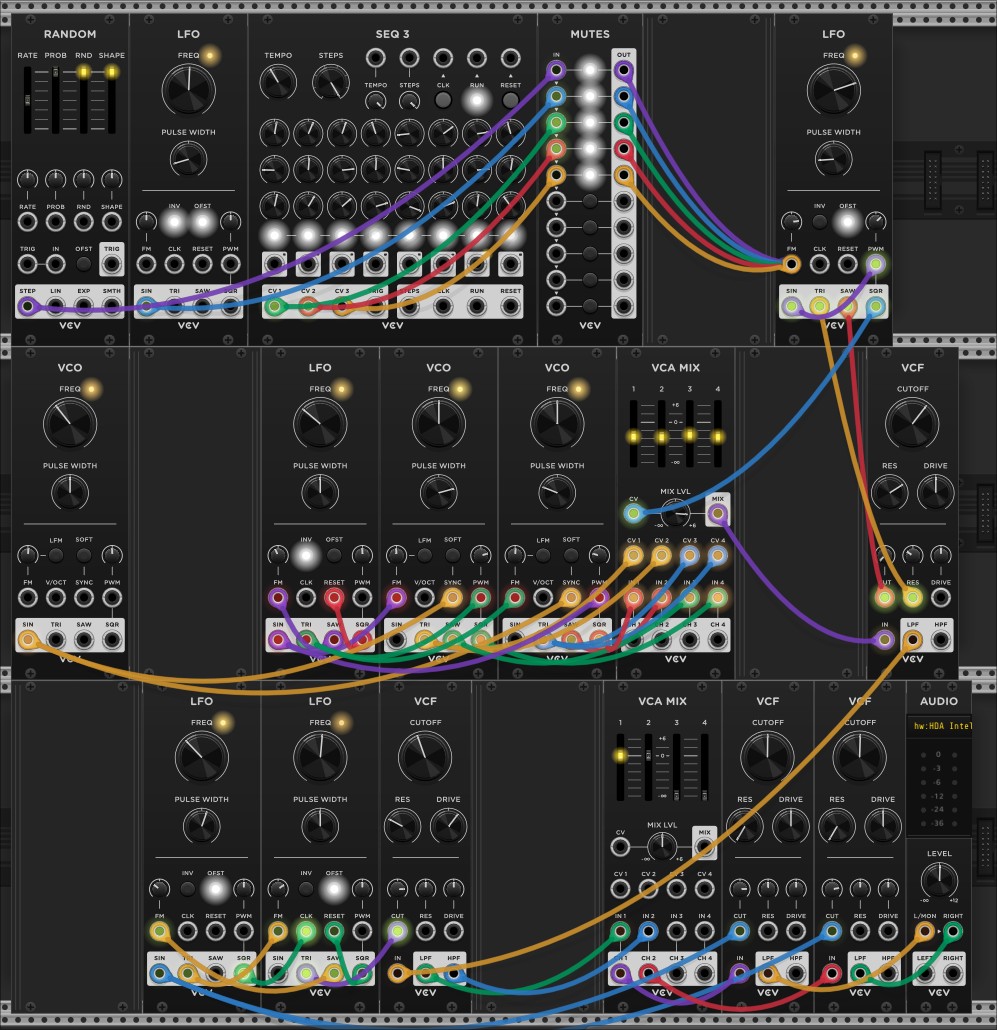 RANDOM
RATE PROB RND SHAPE
RATE PROB RND SHAPE
TRIG IN OFST TRIG
STEP LIN EXP SMTH
VCV
LFO
FREQ
PULSE WIDTH
INV OFST
FM CLK RESET PWM
SIN TRI SAW SQR
VCV
SEQ 3
TEMPO STEPS
TEMPO STEPS CLK RUN RESET
CV 1 CV 2 CV 3 TRIG STEPS CLK RUN RESET
VCV
MUTES
IN OUT
VCV
LFO
FREQ
PULSE WIDTH
INV OFST
FM CLK RESET PWM
SIN TRI SAW SQR
VCV
VCO
FREQ
PULSE WIDTH
LFM SOFT
FM V/OCT SYNC PWM
SIN TRI SAW SQR
VCV
LFO
FREQ
PULSE WIDTH
INV OFST
FM CLK RESET PWM
SIN TRI SAW SQR
VCV
VCO
FREQ
PULSE WIDTH
LFM SOFT
FM V/OCT SYNC PWM
SIN TRI SAW SQR
VCV
VCO
FREQ
PULSE WIDTH
LFM SOFT
FM V/OCT SYNC PWM
SIN TRI SAW SQR
VCV
VCA MIX
1 2 3 4
+6
0
-∞
MIX LVL
CV MIX
-∞ +6
CV 1 CV 2 CV 3 CV 4
IN 1 IN 2 IN 3 IN 4
CH 1 CH 2 CH 3 CH 4
VCV
VCF
CUTOFF
RES DRIVE
CUT RES DRIVE
IN LPF HPF
VCV
LFO
FREQ
PULSE WIDTH
INV OFST
FM CLK RESET PWM
SIN TRI SAW SQR
VCV
LFO
FREQ
PULSE WIDTH
INV OFST
FM CLK RESET PWM
SIN TRI SAW SQR
VCV
VCF
CUTOFF
RES DRIVE
CUT RES DRIVE
IN LPF HPF
VCV
VCA MIX
1 2 3 4
+6
0
-∞
MIX LVL
CV MIX
-∞ +6
CV 1 CV 2 CV 3 CV 4
IN 1 IN 2 IN 3 IN 4
CH 1 CH 2 CH 3 CH 4
VCV
VCF
CUTOFF
RES DRIVE
CUT RES DRIVE
IN LPF HPF
VCV
VCF
CUTOFF
RES DRIVE
CUT RES DRIVE
IN LPF HPF
VCV
AUDIO
hw:HDA Intel
0
-3
-6
-12
-24
-36
LEVEL
-∞ +12
L/MON RIGHT
LEFT RIGHT
VCV